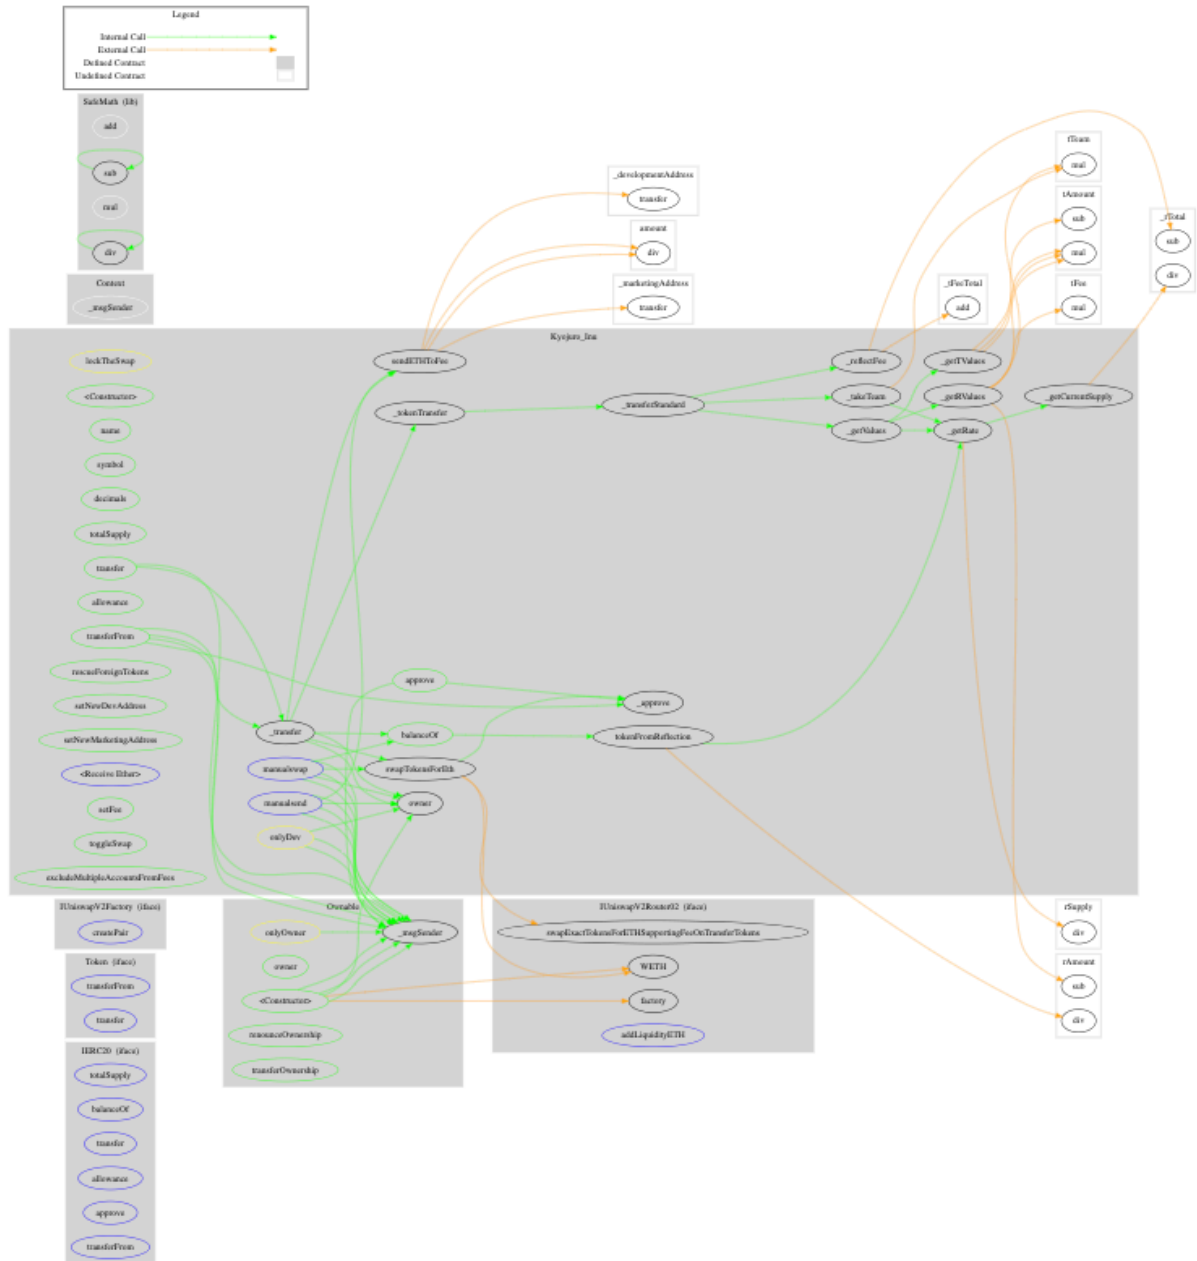 Legend
Internal Call
External Call
Defined Contract
Undefined Contract
SafeMath (lib)
add
sub
mul
div
Context
_msgSender
_developmentAddress
transfer
amount
div
_marketingAddress
transfer
_tFeeTotal
add
tTeam
mul
tAmount
sub
mul
tFee
mul
_rTotal
sub
div
Kyojuro_Inu
lockTheSwap
<Constructor>
name
symbol
decimals
totalSupply
transfer
allowance
transferFrom
rescueForeignTokens
setNewDevAddress
setNewMarketingAddress
<Receive Ether>
setFee
toggleSwap
excludeMultipleAccountsFromFees
_transfer
manualswap
manualsend
onlyDev
sendETHToFee
_tokenTransfer
approve
balanceOf
swapTokensForEth
owner
_transferStandard
_approve
tokenFromReflection
_reflectFee
_takeTeam
_getValues
_getTValues
_getRValues
_getRate
_getCurrentSupply
IUniswapV2Factory (iface)
createPair
Token (iface)
transferFrom
transfer
IERC20 (iface)
totalSupply
balanceOf
transfer
allowance
approve
transferFrom
Ownable
onlyOwner
owner
<Constructor>
renounceOwnership
transferOwnership
_msgSender
IUniswapV2Router02 (iface)
swapExactTokensForETHSupportingFeeOnTransferTokens
WETH
factory
addLiquidityETH
rSupply
div
rAmount
sub
div